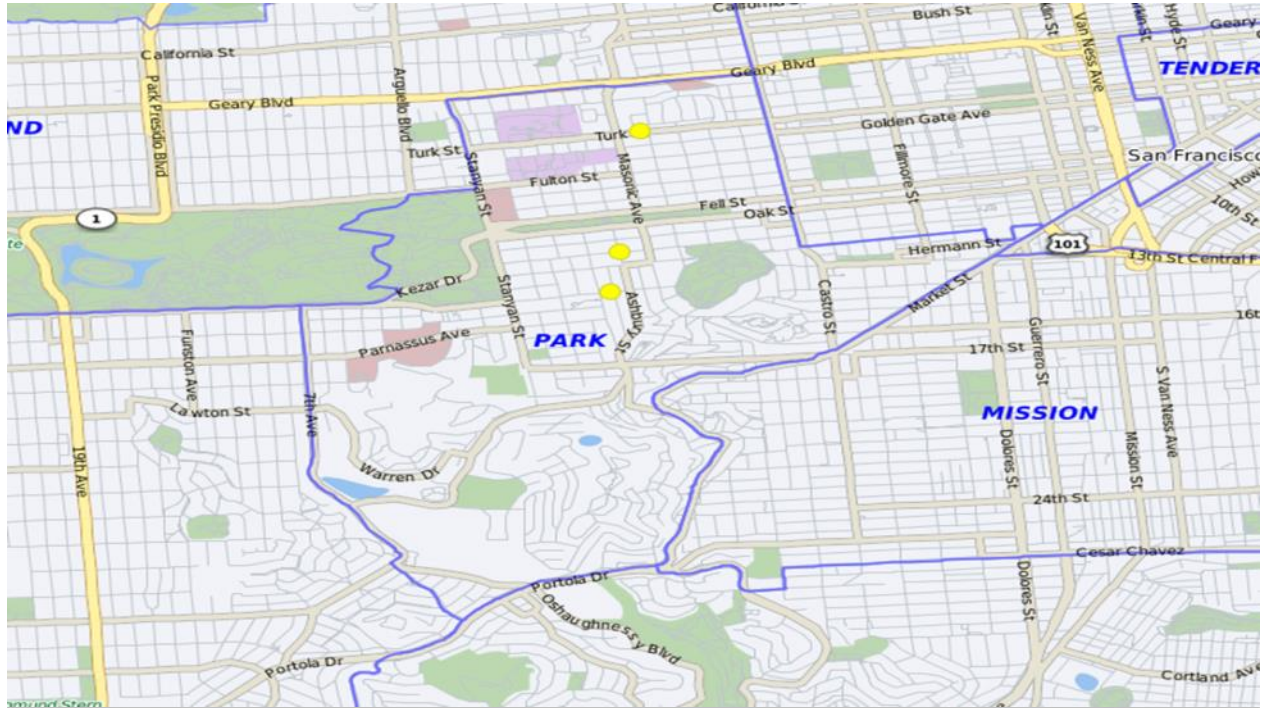 California St
Bush St
Hyde St
Van Ness Ave
Geary
Geary Blvd
TENDER
Park Presidio Blvd
Arguello Blvd
Geary Blvd
ND
Turk
Golden Gate Ave
Turk St
Stanyan St
Masonic Ave
Fillmore St
San Francisco
Fulton St
Fell St
Oak St
10th St
1
101
Hermann St
13th St Central F
Kezar Dr
Stanyan St
Ashbury St
Castro St
Market St
Guerrero St
16t
Funston Ave
Parnassus Ave
PARK
17th St
S Van Ness Ave
Lawton St
7th Ave
MISSION
19th Ave
Warren Dr
Dolores St
Mission St
24th St
Cesar Chavez
Portola Dr
Oshaughnessy Blvd
Dolores St
Portola Dr
Cortland Ave